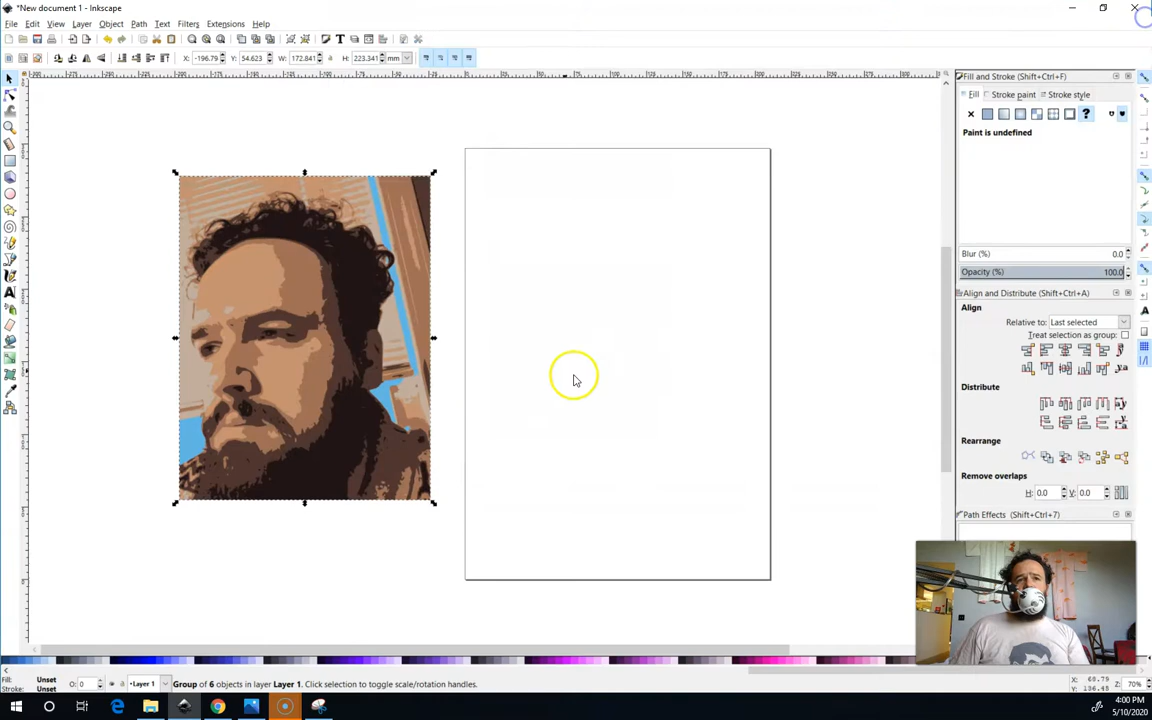 *New document 1 - Inkscape
File Edit View Layer Object Path Text Filters Extensions Help
X: -196.79 Y: 54.623 W: 172.841 H: 223.341 mm
Fill and Stroke (Shift+Ctrl+F)
Fill Stroke paint Stroke style
?
Paint is undefined
Blur (%) 0.0
Opacity (%) 100.0
Align and Distribute (Shift+Ctrl+A)
Align
Relative to: Last selected
Treat selection as group:
Distribute
Rearrange
Remove overlaps
H: 0.0 V: 0.0
Path Effects (Shift+Ctrl+7)
Fill: Unset
Stroke: Unset
O: 0
Layer 1
Group of 6 objects in layer Layer 1. Click selection to toggle scale/rotation handles.
X: 68.79
Y: 136.45
Z: 70%
4:00 PM
5/10/2020